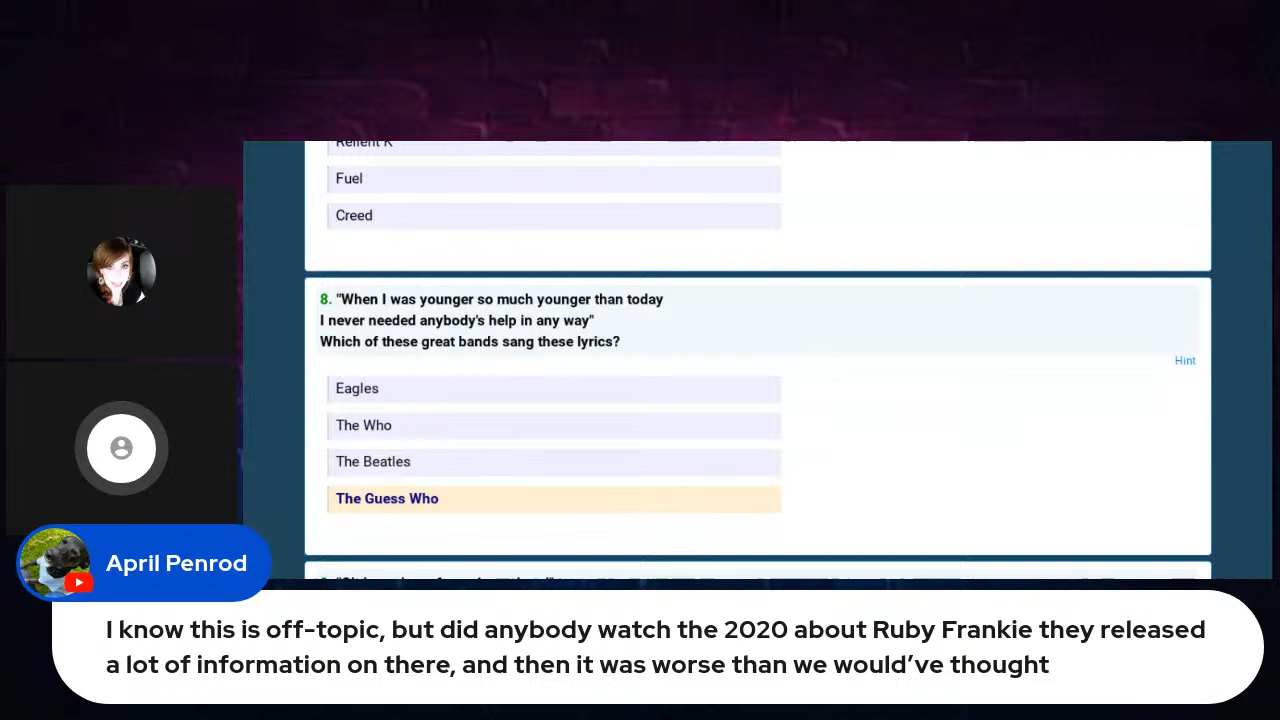 Relient K
Fuel
Creed
8. "When I was younger so much younger than today
I never needed anybody's help in any way"
Which of these great bands sang these lyrics?
Hint
Eagles
The Who
The Beatles
The Guess Who
April Penrod
I know this is off-topic, but did anybody watch the 2020 about Ruby Frankie they released
a lot of information on there, and then it was worse than we would’ve thought